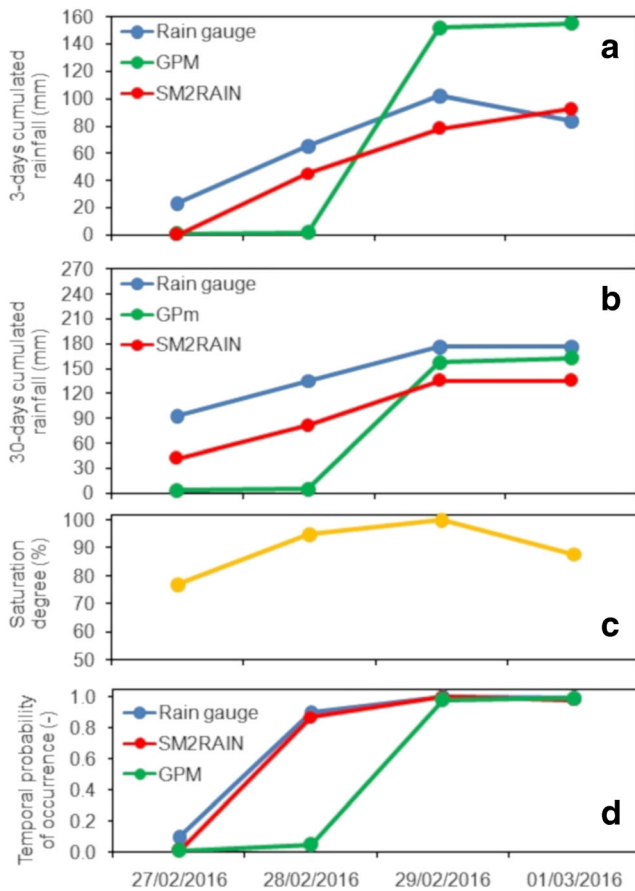 3-days cumulated
rainfall (mm)
160
140
120
100
80
60
40
20
0
Rain gauge
GPM
SM2RAIN
a
30-days cumulated
rainfall (mm)
270
240
210
180
150
120
90
60
30
0
Rain gauge
GPm
SM2RAIN
b
Saturation
degree (%)
100
90
80
70
60
50
c
Temporal probability
of occurrence (-)
1.0
0.8
0.6
0.4
0.2
0.0
Rain gauge
SM2RAIN
GPM
d
27/02/2016
28/02/2016
29/02/2016
01/03/2016